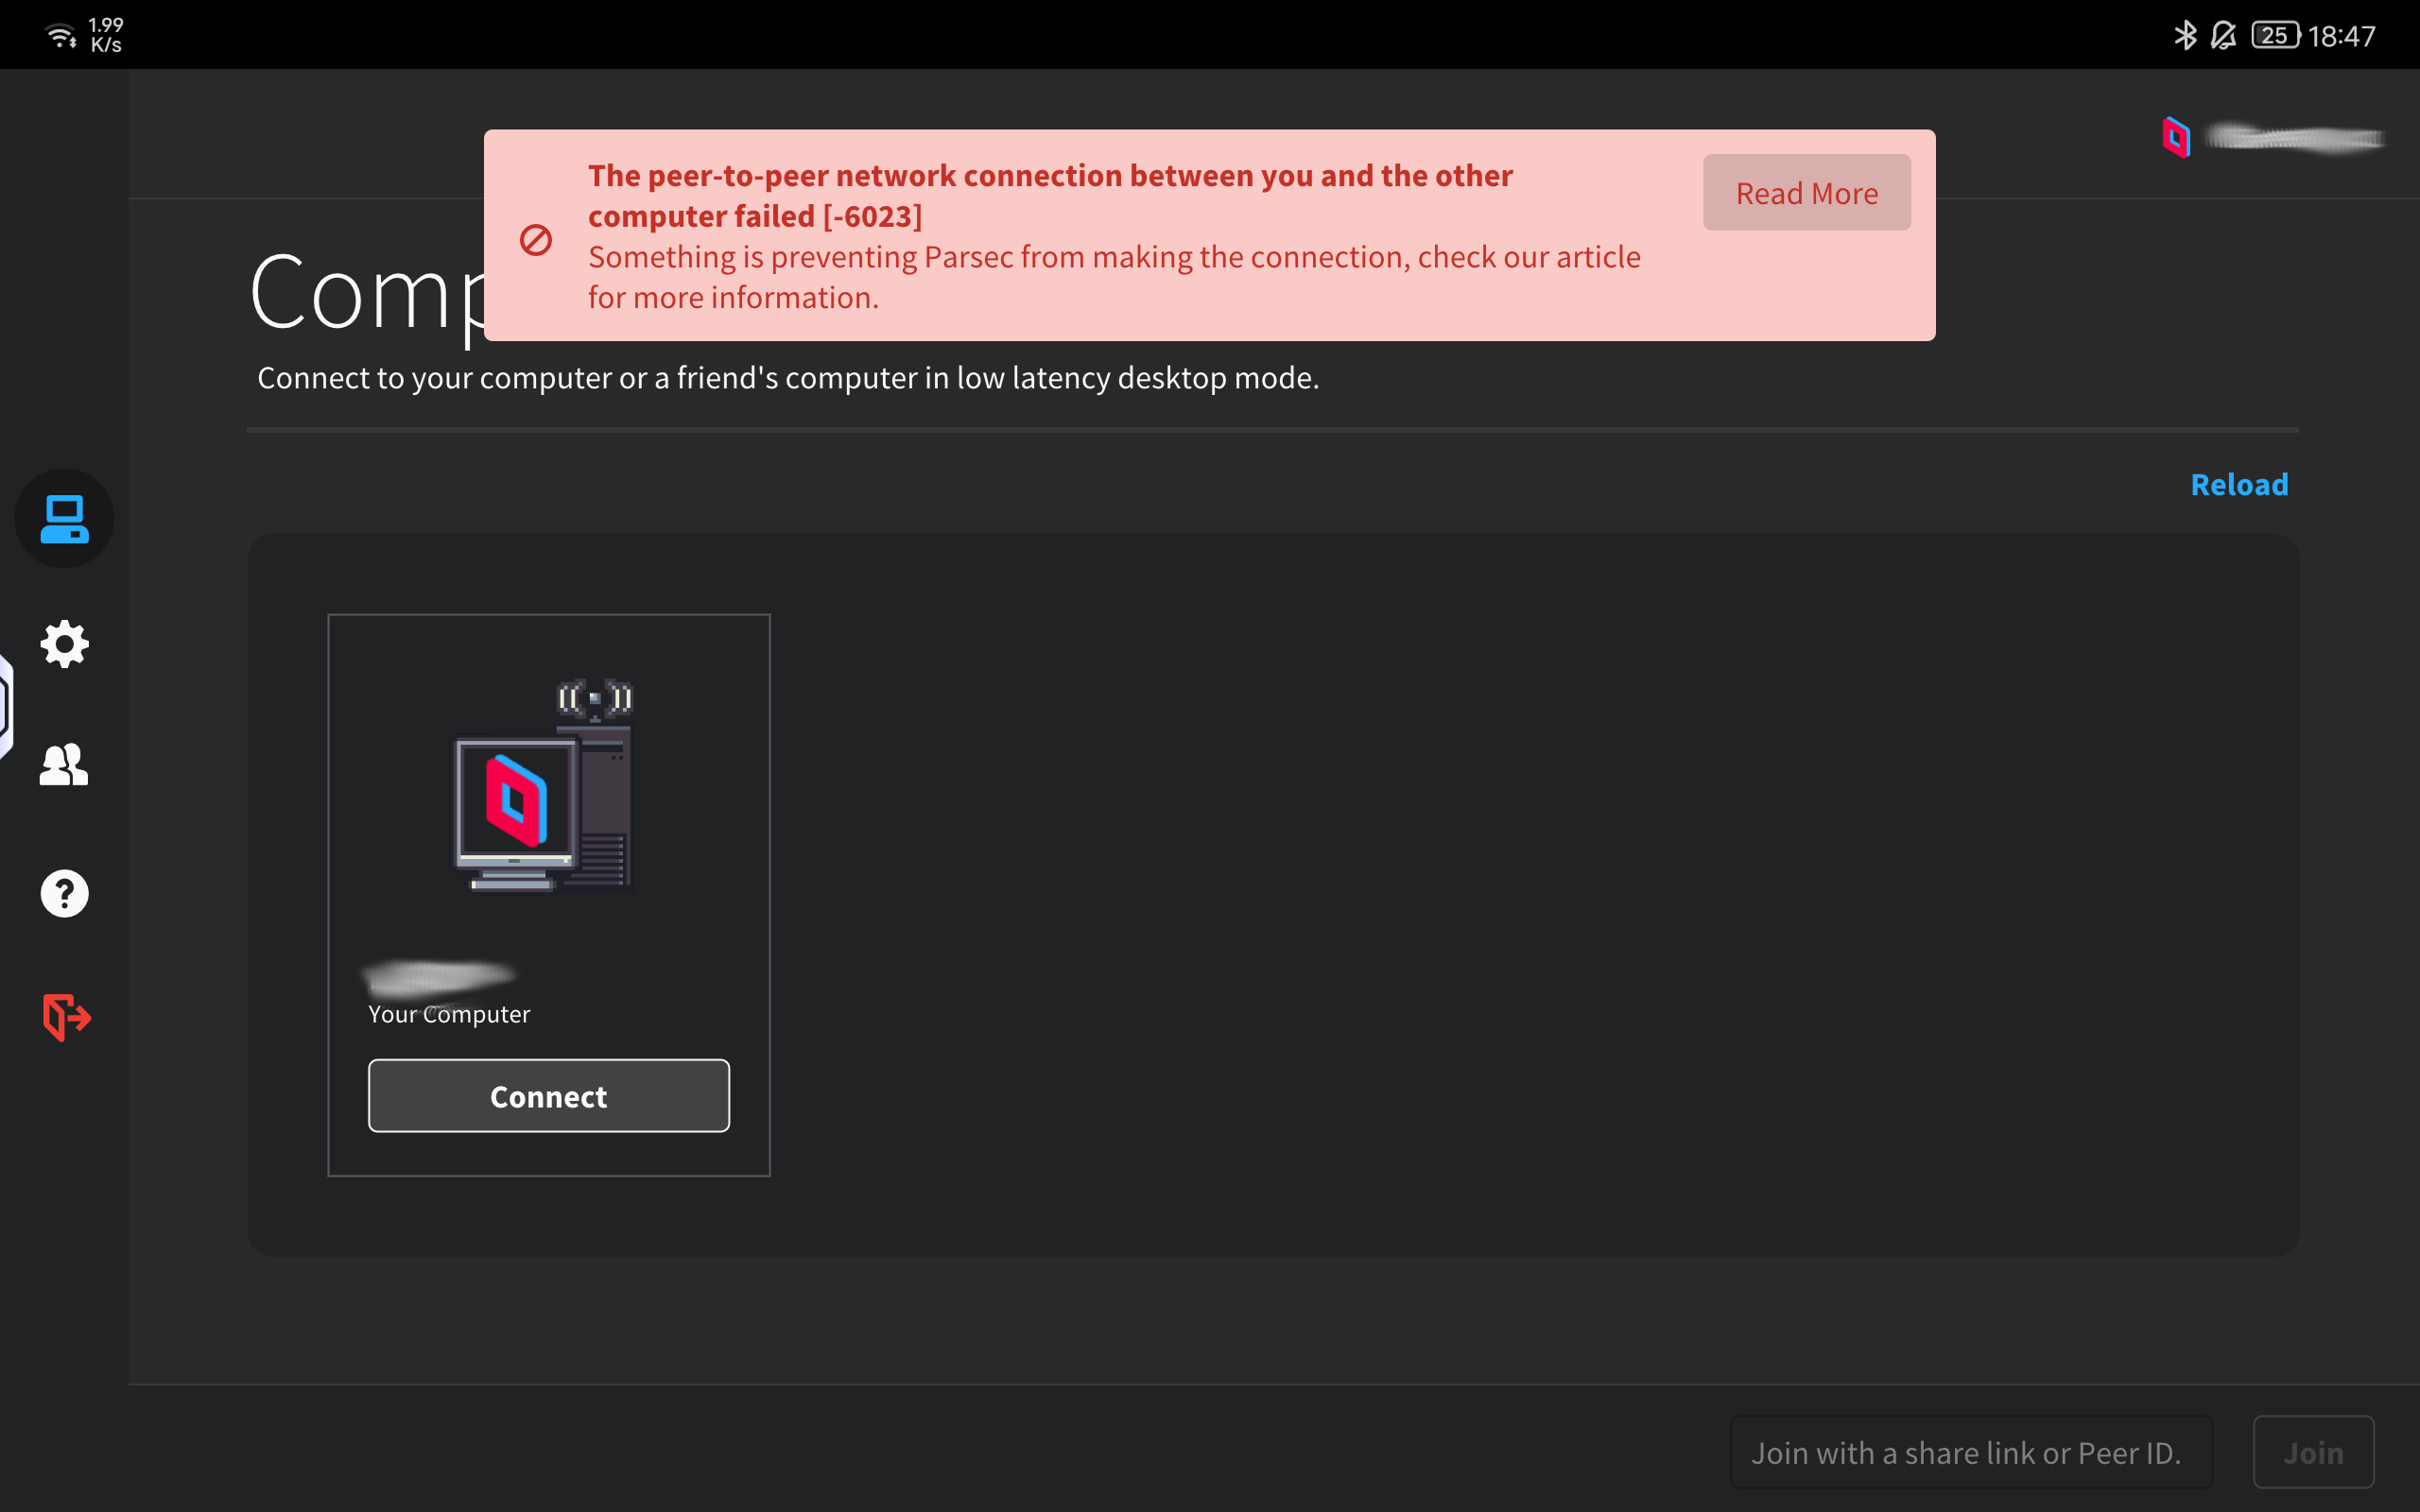 1.99
K/s
25 18:47
The peer-to-peer network connection between you and the other
computer failed [-6023]
Something is preventing Parsec from making the connection, check our article
for more information.
Read More
Comp
Connect to your computer or a friend's computer in low latency desktop mode.
Reload
Your Computer
Connect
Join with a share link or Peer ID.
Join